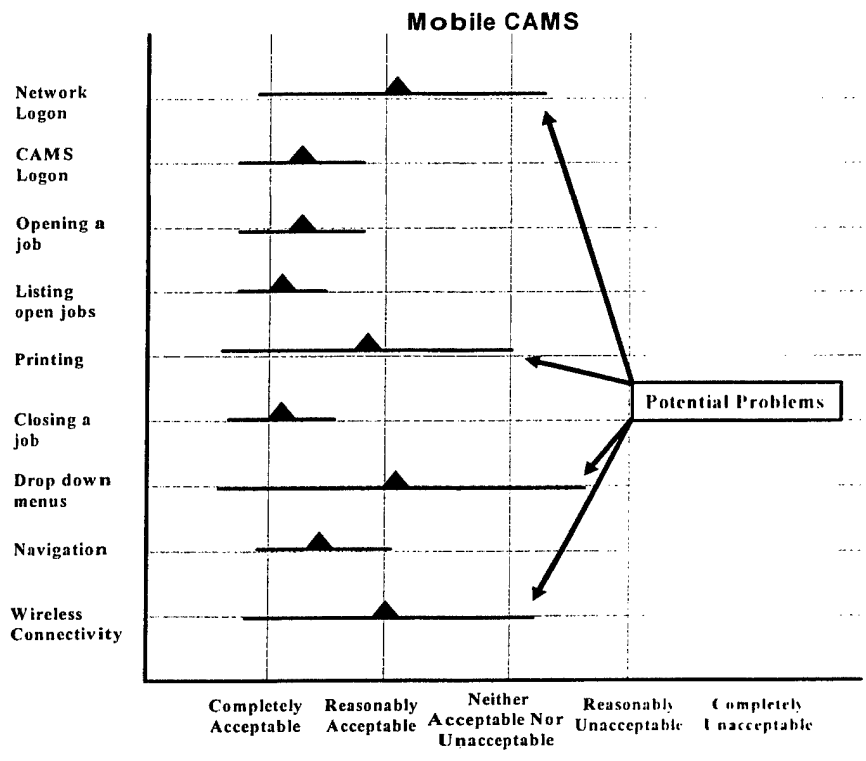 Mobile CAMS
Network
Logon
CAMS
Logon
Opening a
job
Listing
open jobs
Printing
Potential Problems
Closing a
job
Drop down
menus
Navigation
Wireless
Connectivity
Completely
Acceptable
Reasonably
Acceptable
Neither
Acceptable Nor
Unacceptable
Reasonably
Unacceptable
Completely
Unacceptable